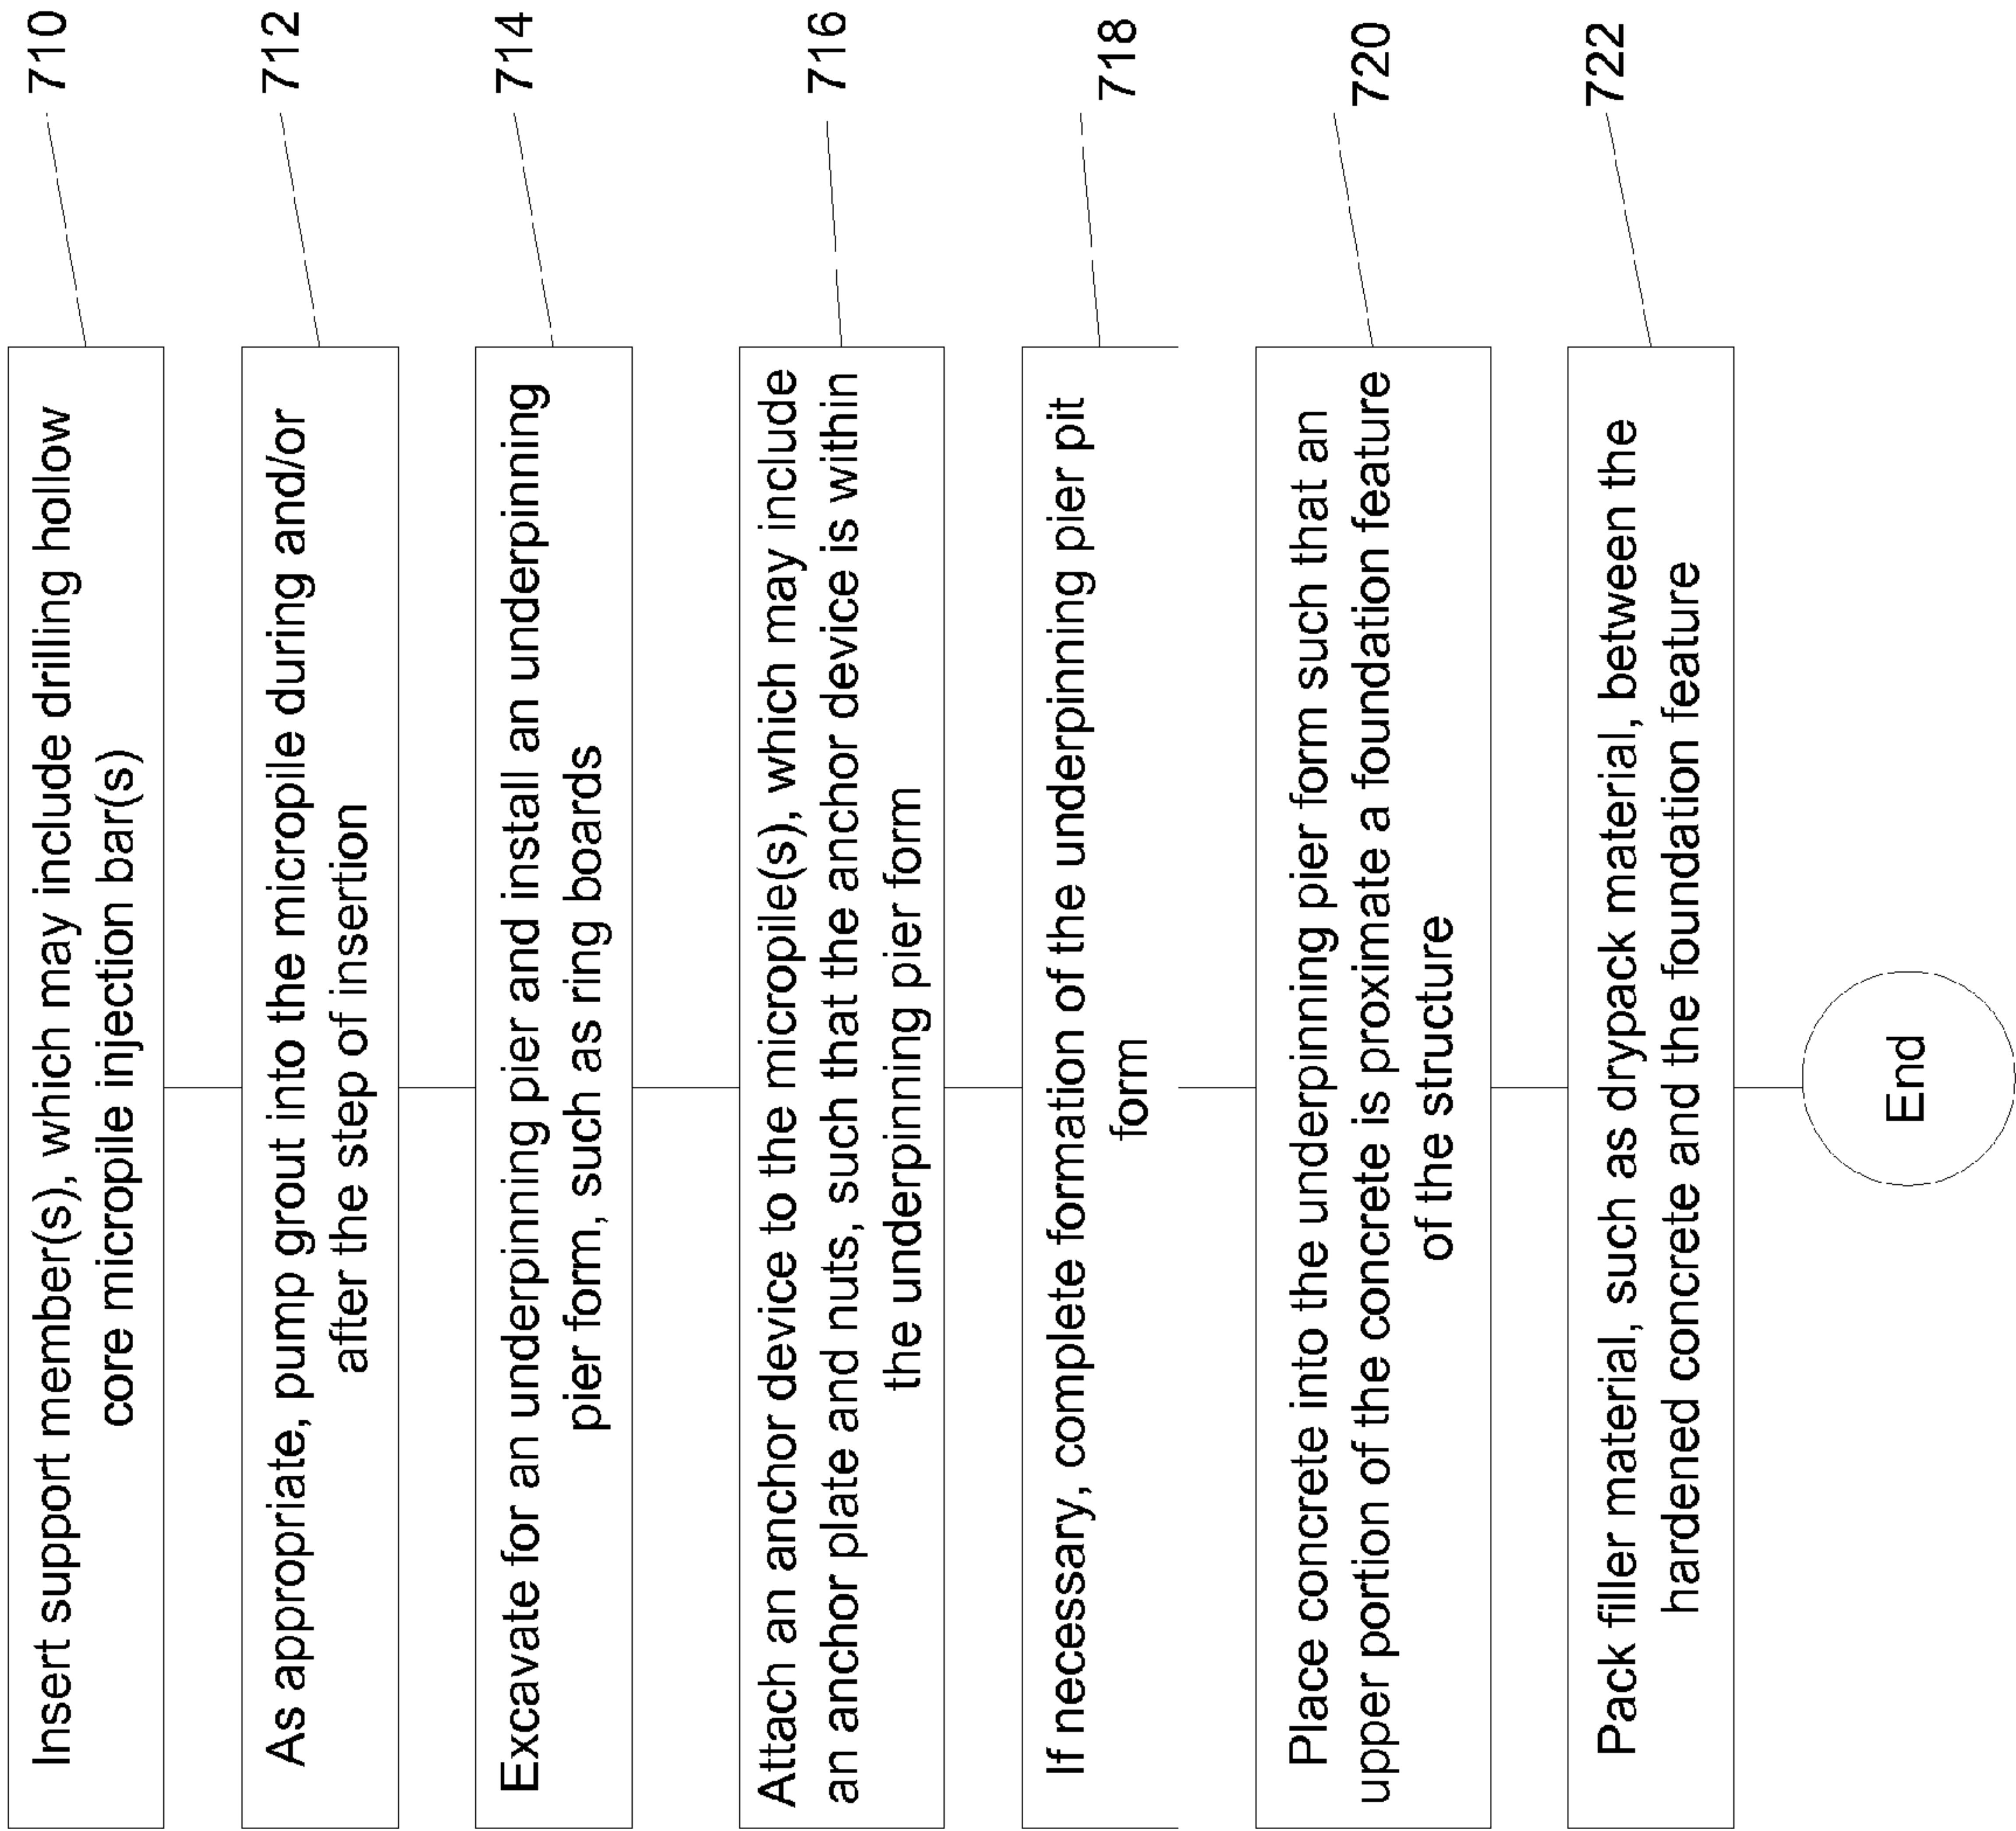 Insert support member(s), which may include drilling hollow
core micropile injection bar(s)
710
As appropriate, pump grout into the micropile during and/or
after the step of insertion
712
Excavate for an underpinning pier and install an underpinning
pier form, such as ring boards
714
Attach an anchor device to the micropile(s), which may include
an anchor plate and nuts, such that the anchor device is within
the underpinning pier form
716
If necessary, complete formation of the underpinning pier pit
form
718
Place concrete into the underpinning pier form such that an
upper portion of the concrete is proximate a foundation feature
of the structure
720
Pack filler material, such as drypack material, between the
hardened concrete and the foundation feature
722
End